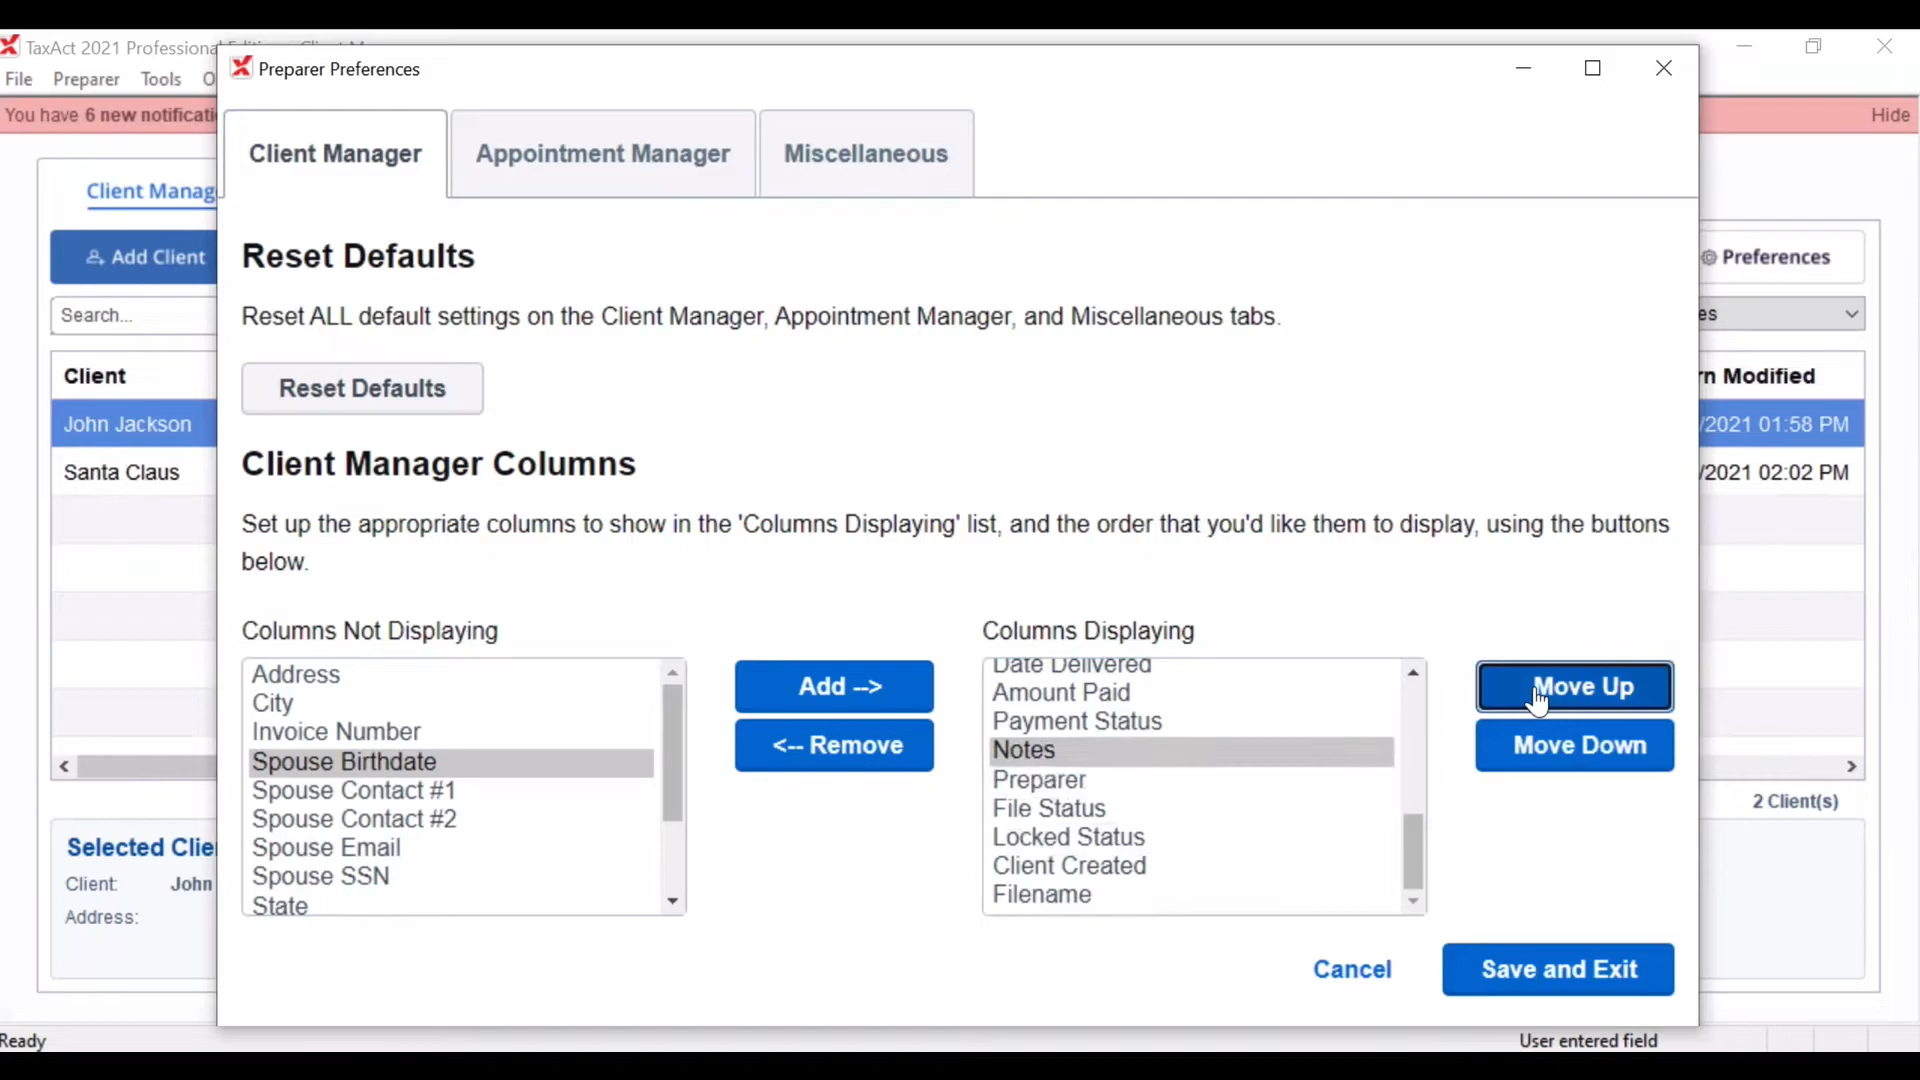 TaxAct 2021 Professional
Preparer Preferences
File Preparer Tools
You have 6 new notificati
Hide
Client Manager Appointment Manager Miscellaneous
Client Manag
Add Client
Reset Defaults
Preferences
Search...
Reset ALL default settings on the Client Manager, Appointment Manager, and Miscellaneous tabs.
es
Client
Reset Defaults
rn Modified
John Jackson
/2021 01:58 PM
Santa Claus
Client Manager Columns
/2021 02:02 PM
Set up the appropriate columns to show in the 'Columns Displaying' list, and the order that you'd like them to display, using the buttons
below.
Columns Not Displaying
Address
City
Invoice Number
Spouse Birthdate
Spouse Contact #1
Spouse Contact #2
Spouse Email
Spouse SSN
State
Add -->
<-- Remove
Columns Displaying
Date Delivered
Amount Paid
Payment Status
Notes
Preparer
File Status
Locked Status
Client Created
Filename
Move Up
Move Down
2 Client(s)
Selected Clie
Client: John
Address:
Cancel
Save and Exit
Ready
User entered field